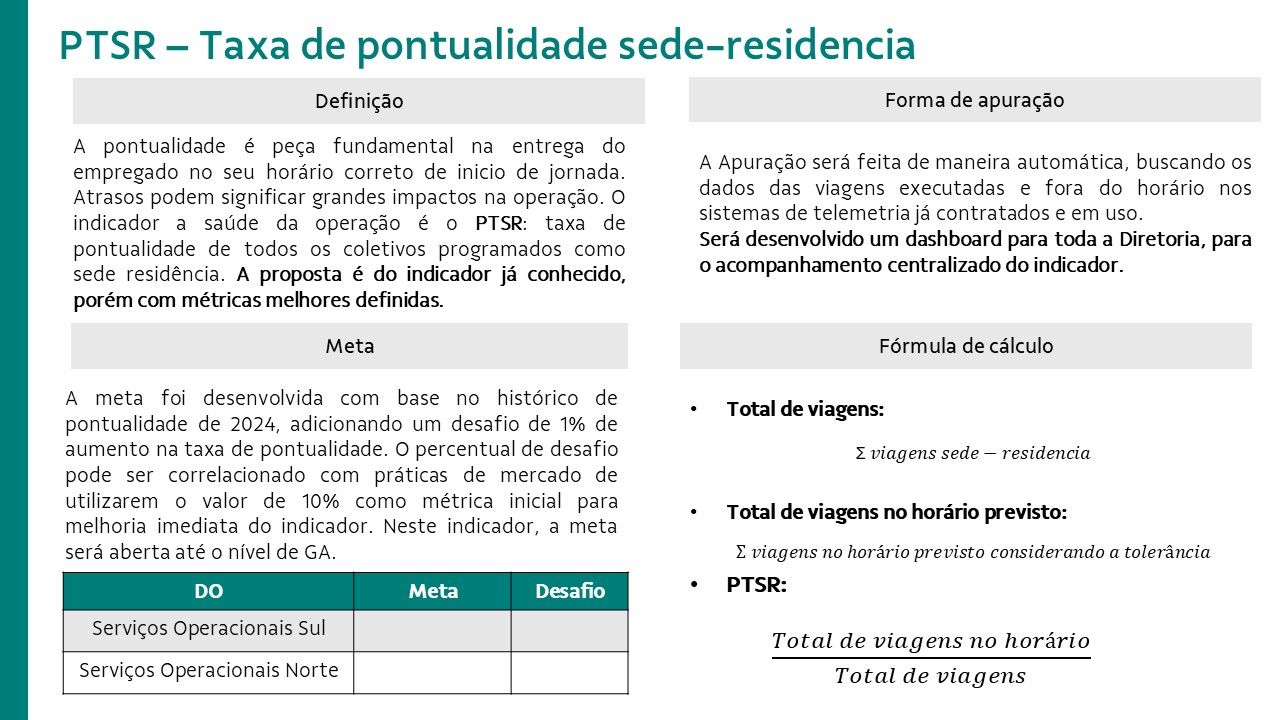 PTSR – Taxa de pontualidade sede-residencia
Definição
A pontualidade é peça fundamental na entrega do
empregado no seu horário correto de inicio de jornada.
Atrasos podem significar grandes impactos na operação. O
indicador a saúde da operação é o PTSR: taxa de
pontualidade de todos os coletivos programados como
sede residência. A proposta é do indicador já conhecido,
porém com métricas melhores definidas.
Forma de apuração
A Apuração será feita de maneira automática, buscando os
dados das viagens executadas e fora do horário nos
sistemas de telemetria já contratados e em uso.
Será desenvolvido um dashboard para toda a Diretoria, para
o acompanhamento centralizado do indicador.
Meta
A meta foi desenvolvida com base no histórico de
pontualidade de 2024, adicionando um desafio de 1% de
aumento na taxa de pontualidade. O percentual de desafio
pode ser correlacionado com práticas de mercado de
utilizarem o valor de 10% como métrica inicial para
melhoria imediata do indicador. Neste indicador, a meta
será aberta até o nível de GA.
DO Meta Desafio
Serviços Operacionais Sul
Serviços Operacionais Norte
Fórmula de cálculo
• Total de viagens:
Σ viagens sede − residencia
• Total de viagens no horário previsto:
Σ viagens no horário previsto considerando a tolerância
• PTSR:
Total de viagens no horário
Total de viagens